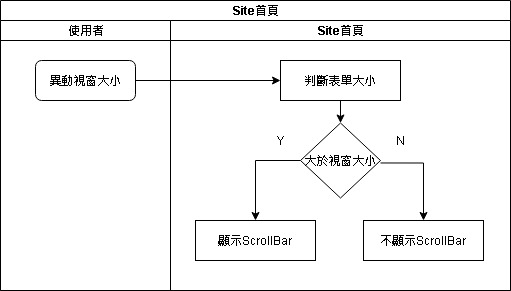 Site首頁
使用者
Site首頁
異動視窗大小
判斷表單大小
Y
N
大於視窗大小
顯示ScrollBar
不顯示ScrollBar